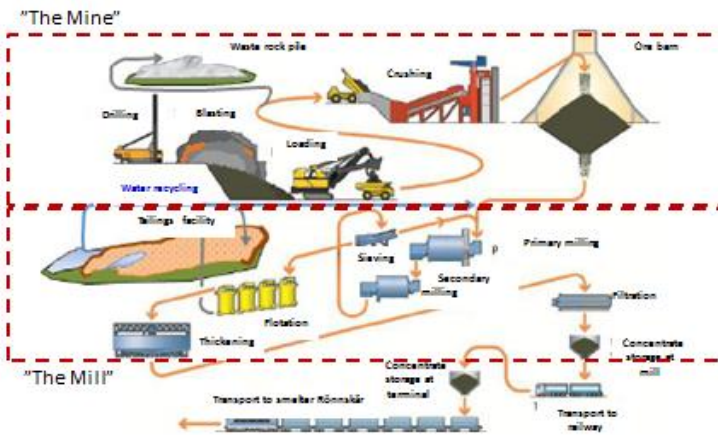 "The Mine"
Waste rock pile
Ore barn
Crushing
Drilling
Blasting
Loading
Water recycling
Tailings facility
Sieving
p
Primary milling
Secondary
milling
Filtration
Flotation
Thickening
Concentrate
storage at
mill
"The Mill"
Concentrate
storage at
terminal
Transport to smelter Rönnskär
Transport to
railway